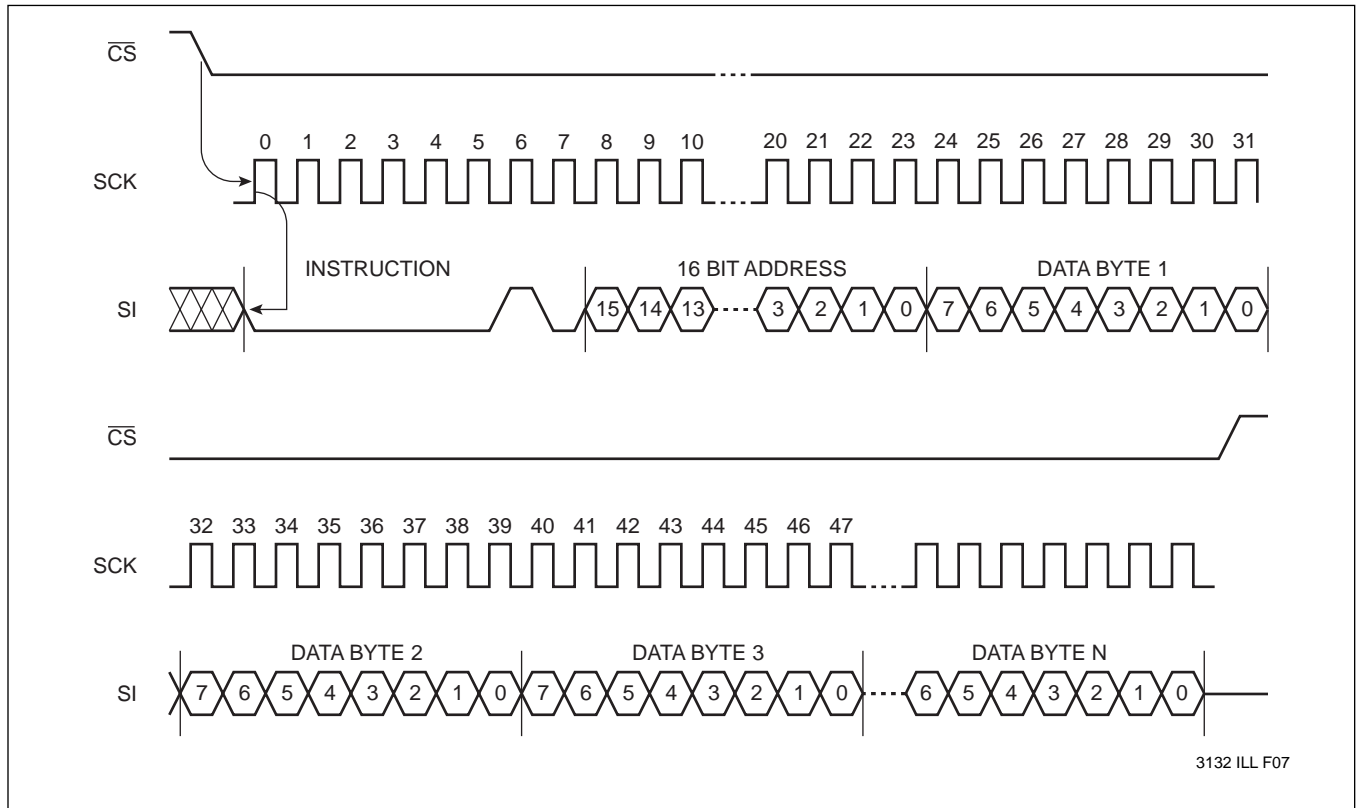 CS
0 1 2 3 4 5 6 7 8 9 10 20 21 22 23 24 25 26 27 28 29 30 31
SCK
INSTRUCTION 16 BIT ADDRESS DATA BYTE 1
SI 15 14 13 3 2 1 0 7 6 5 4 3 2 1 0
CS
32 33 34 35 36 37 38 39 40 41 42 43 44 45 46 47
SCK
DATA BYTE 2 DATA BYTE 3 DATA BYTE N
SI 7 6 5 4 3 2 1 0 7 6 5 4 3 2 1 0 6 5 4 3 2 1 0
3132 ILL F07